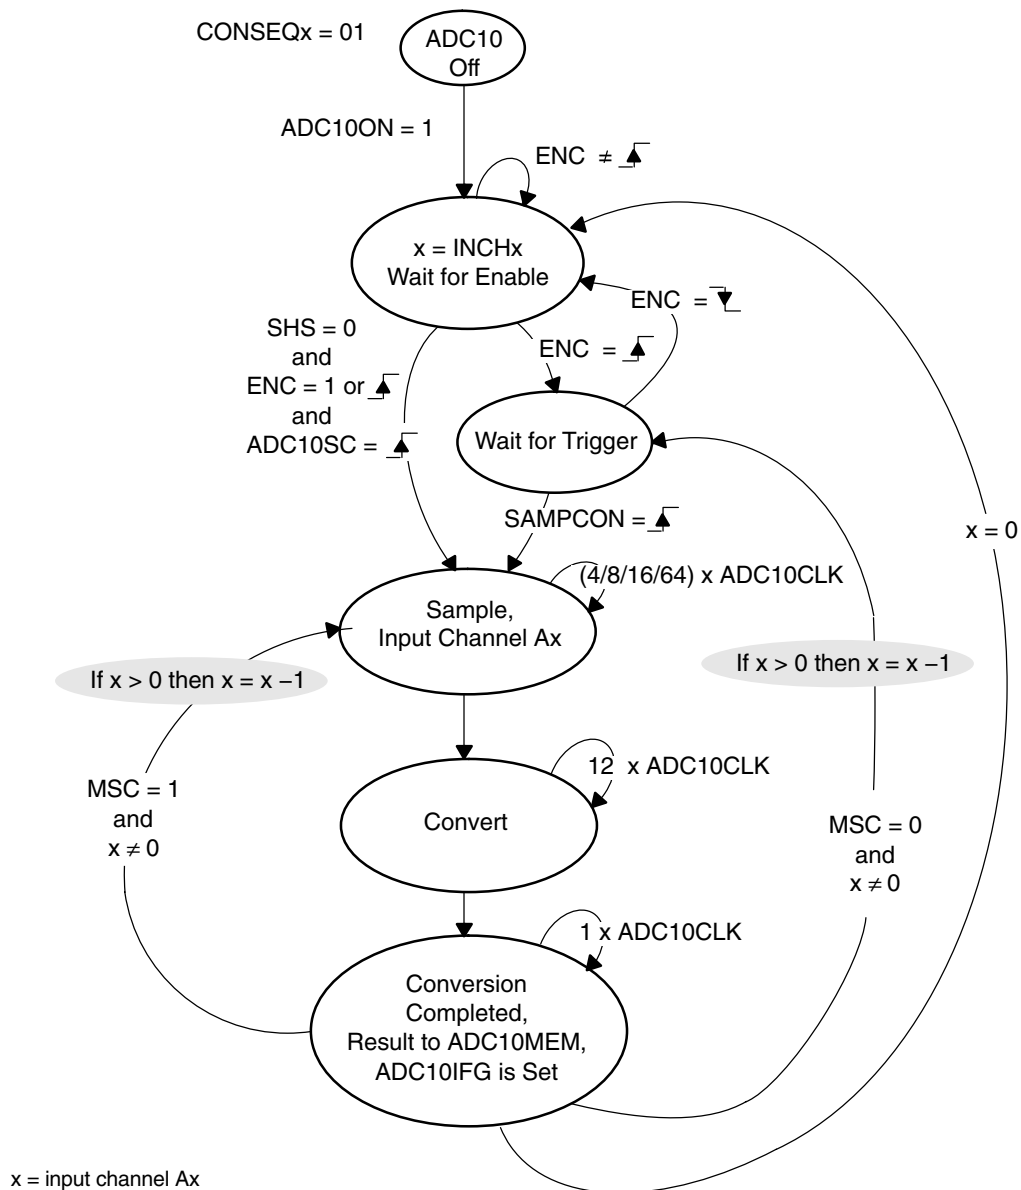 CONSEQx = 01
ADC10
Off
ADC10ON = 1
ENC ≠
x = INCHx
Wait for Enable
ENC =
SHS = 0
and
ENC = 1 or
and
ADC10SC =
ENC =
Wait for Trigger
SAMPCON =
x = 0
(4/8/16/64) x ADC10CLK
Sample,
Input Channel Ax
If x > 0 then x = x −1
If x > 0 then x = x −1
12 x ADC10CLK
MSC = 1
and
x ≠ 0
Convert
MSC = 0
and
x ≠ 0
1 x ADC10CLK
Conversion
Completed,
Result to ADC10MEM,
ADC10IFG is Set
x = input channel Ax